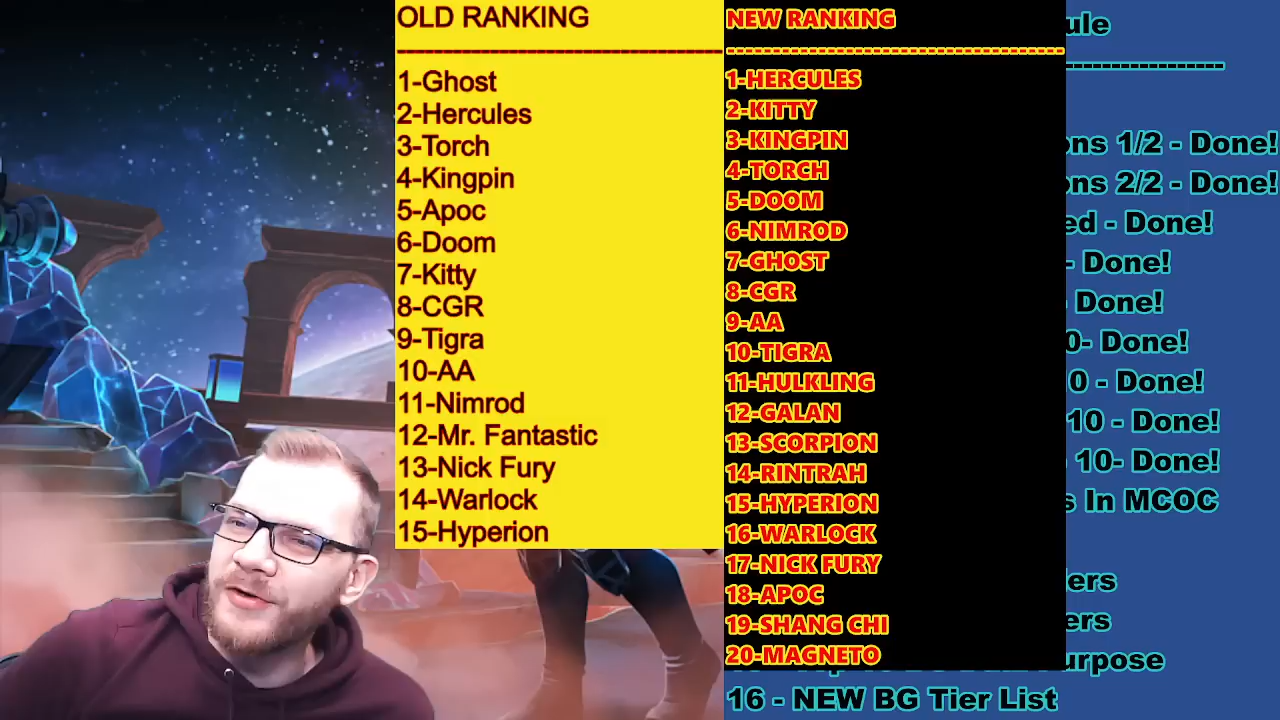 OLD RANKING
---------------------------------------
1-Ghost
2-Hercules
3-Torch
4-Kingpin
5-Apoc
6-Doom
7-Kitty
8-CGR
9-Tigra
10-AA
11-Nimrod
12-Mr. Fantastic
13-Nick Fury
14-Warlock
15-Hyperion
NEW RANKING
---------------------------------------
1-HERCULES
2-KITTY
3-KINGPIN
4-TORCH
5-DOOM
6-NIMROD
7-GHOST
8-CGR
9-AA
10-TIGRA
11-HULKLING
12-GALAN
13-SCORPION
14-RINTRAH
15-HYPERION
16-WARLOCK
17-NICK FURY
18-APOC
19-SHANG CHI
20-MAGNETO
ule
-----------------
ons 1/2 - Done!
ons 2/2 - Done!
ed - Done!
- Done!
Done!
0- Done!
0 - Done!
10 - Done!
10- Done!
s In MCOC
ers
ers
urpose
16 - NEW BG Tier List